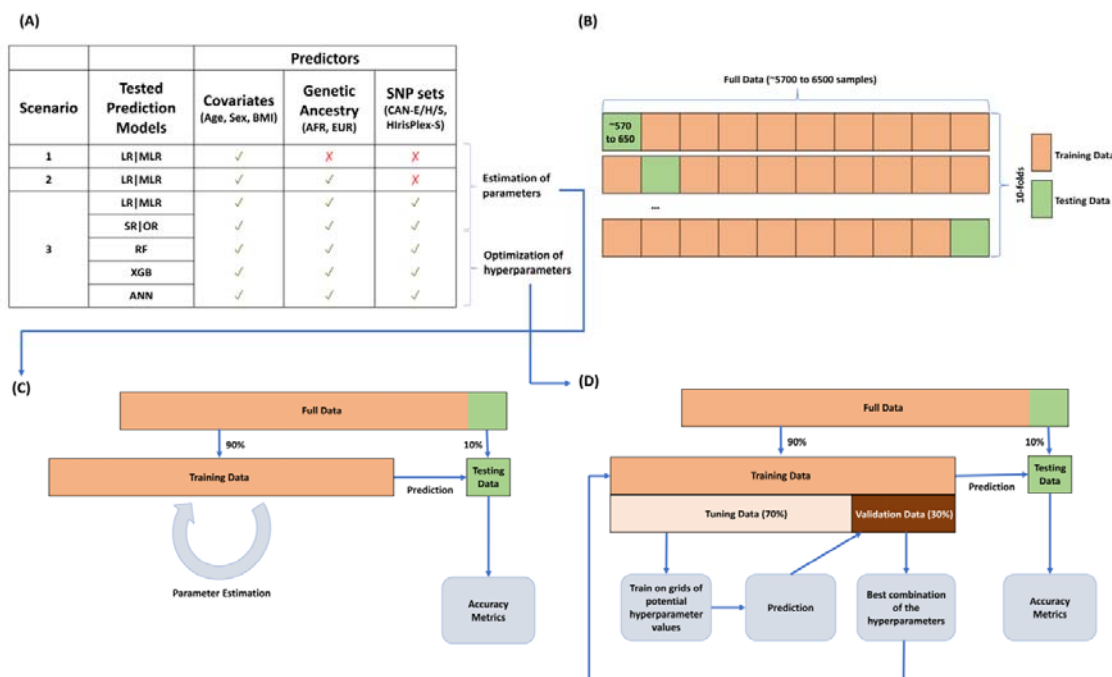 (A)
Predictors
Scenario
Tested
Prediction
Models
Covariates
(Age, Sex, BMI)
Genetic
Ancestry
(AFR, EUR)
SNP sets
(CAN-E/H/S,
HIrisPlex-S)
1
LR|MLR
✓
✗
✗
2
LR|MLR
✓
✓
✗
3
LR|MLR
✓
✓
✓
SR|OR
✓
✓
✓
RF
✓
✓
✓
XGB
✓
✓
✓
ANN
✓
✓
✓
Estimation of
parameters
Optimization of
hyperparameters
(B)
Full Data (~5700 to 6500 samples)
~570
to 650
...
10-folds
Training Data
Testing Data
(C)
Full Data
90%
10%
Training Data
Prediction
Testing
Data
Parameter Estimation
Accuracy
Metrics
(D)
Full Data
90%
10%
Training Data
Prediction
Testing
Data
Tuning Data (70%)
Validation Data (30%)
Train on grids of
potential
hyperparameter
values
Prediction
Best combination
of the
hyperparameters
Accuracy
Metrics